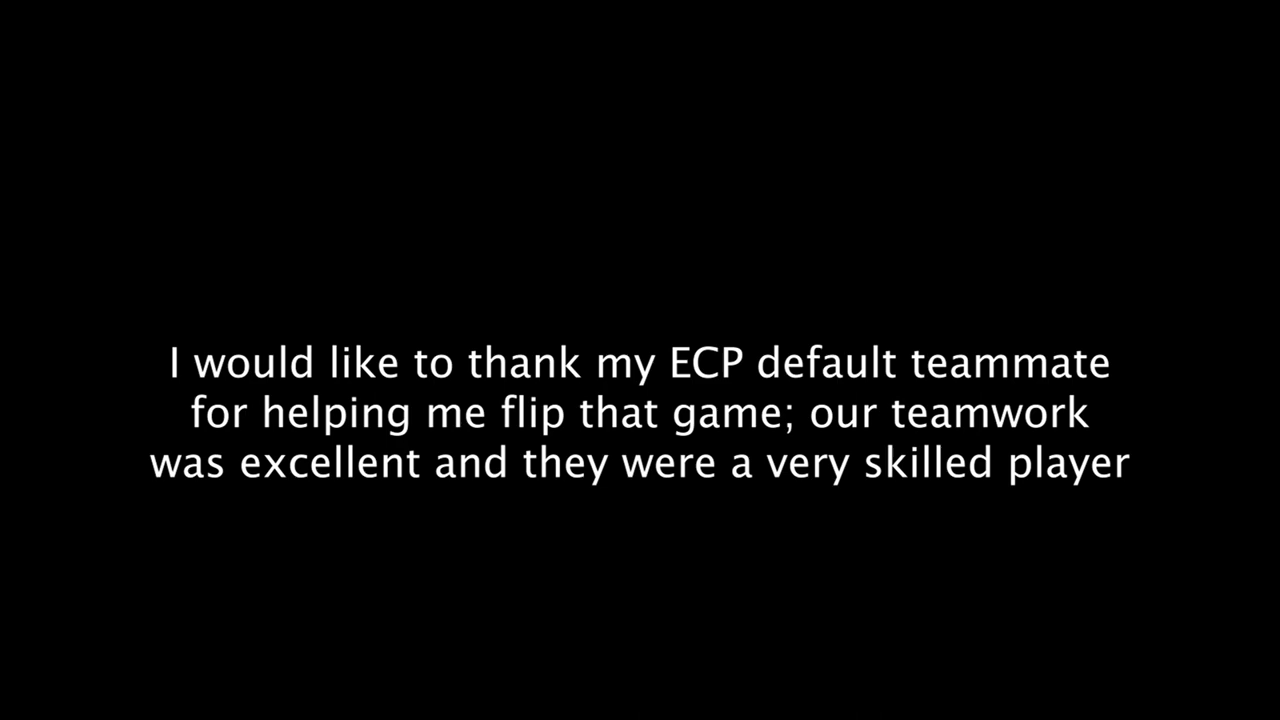 I would like to thank my ECP default teammate
for helping me flip that game; our teamwork
was excellent and they were a very skilled player